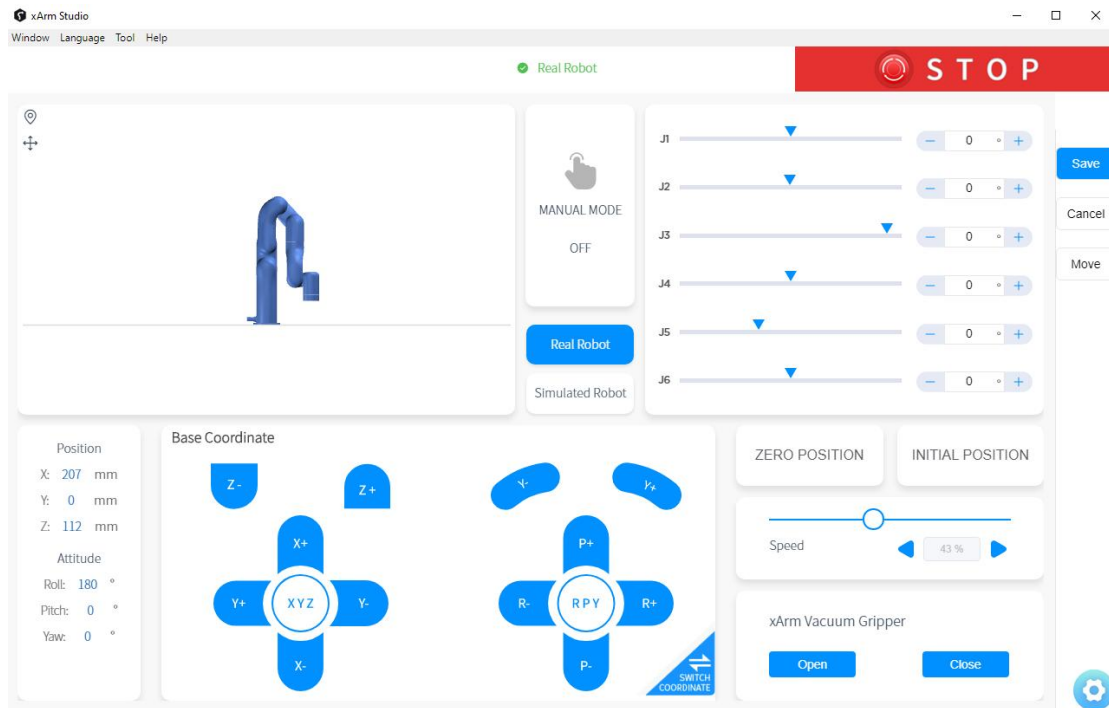 xArm Studio
Window Language Tool Help
Real Robot
STOP
MANUAL MODE
OFF
Real Robot
Simulated Robot
J1 − 0 ° +
J2 − 0 ° +
J3 − 0 ° +
J4 − 0 ° +
J5 − 0 ° +
J6 − 0 ° +
Save
Cancel
Move
Position
X: 207 mm
Y: 0 mm
Z: 112 mm
Attitude
Roll: 180 °
Pitch: 0 °
Yaw: 0 °
Base Coordinate
Z -
Z +
X+
Y+
XYZ
Y-
X-
Y-
Y+
P+
R-
RPY
R+
P-
SWITCH
COORDINATE
ZERO POSITION
INITIAL POSITION
Speed
43 %
xArm Vacuum Gripper
Open
Close